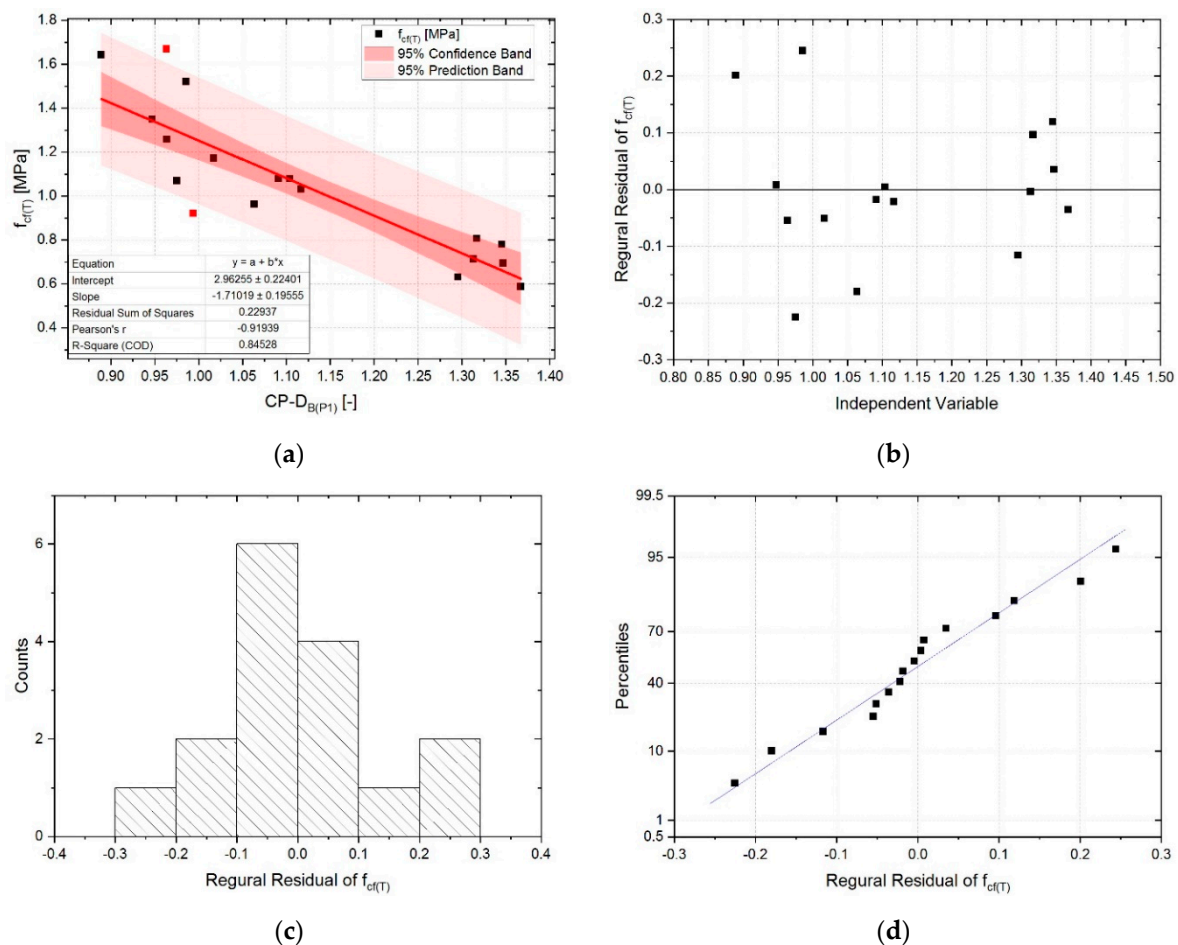 f_cf(T) [MPa]
95% Confidence Band
95% Prediction Band
1.8
1.6
1.4
1.2
1.0
0.8
0.6
0.4
f_cf(T) [MPa]
Equation y = a + b*x
Intercept 2.96255 ± 0.22401
Slope -1.71019 ± 0.19555
Residual Sum of Squares 0.22937
Pearson's r -0.91939
R-Square (COD) 0.84528
0.90 0.95 1.00 1.05 1.10 1.15 1.20 1.25 1.30 1.35 1.40
CP-D_B(P1) [-]
(a)
0.3
0.2
0.1
0.0
-0.1
-0.2
-0.3
Regural Residual of f_cf(T)
0.80 0.85 0.90 0.95 1.00 1.05 1.10 1.15 1.20 1.25 1.30 1.35 1.40 1.45 1.50
Independent Variable
(b)
6
4
2
0
Counts
-0.4 -0.3 -0.2 -0.1 0.0 0.1 0.2 0.3 0.4
Regural Residual of f_cf(T)
(c)
99.5
95
70
40
10
1
0.5
Percentiles
-0.3 -0.2 -0.1 0.0 0.1 0.2 0.3
Regural Residual of f_cf(T)
(d)